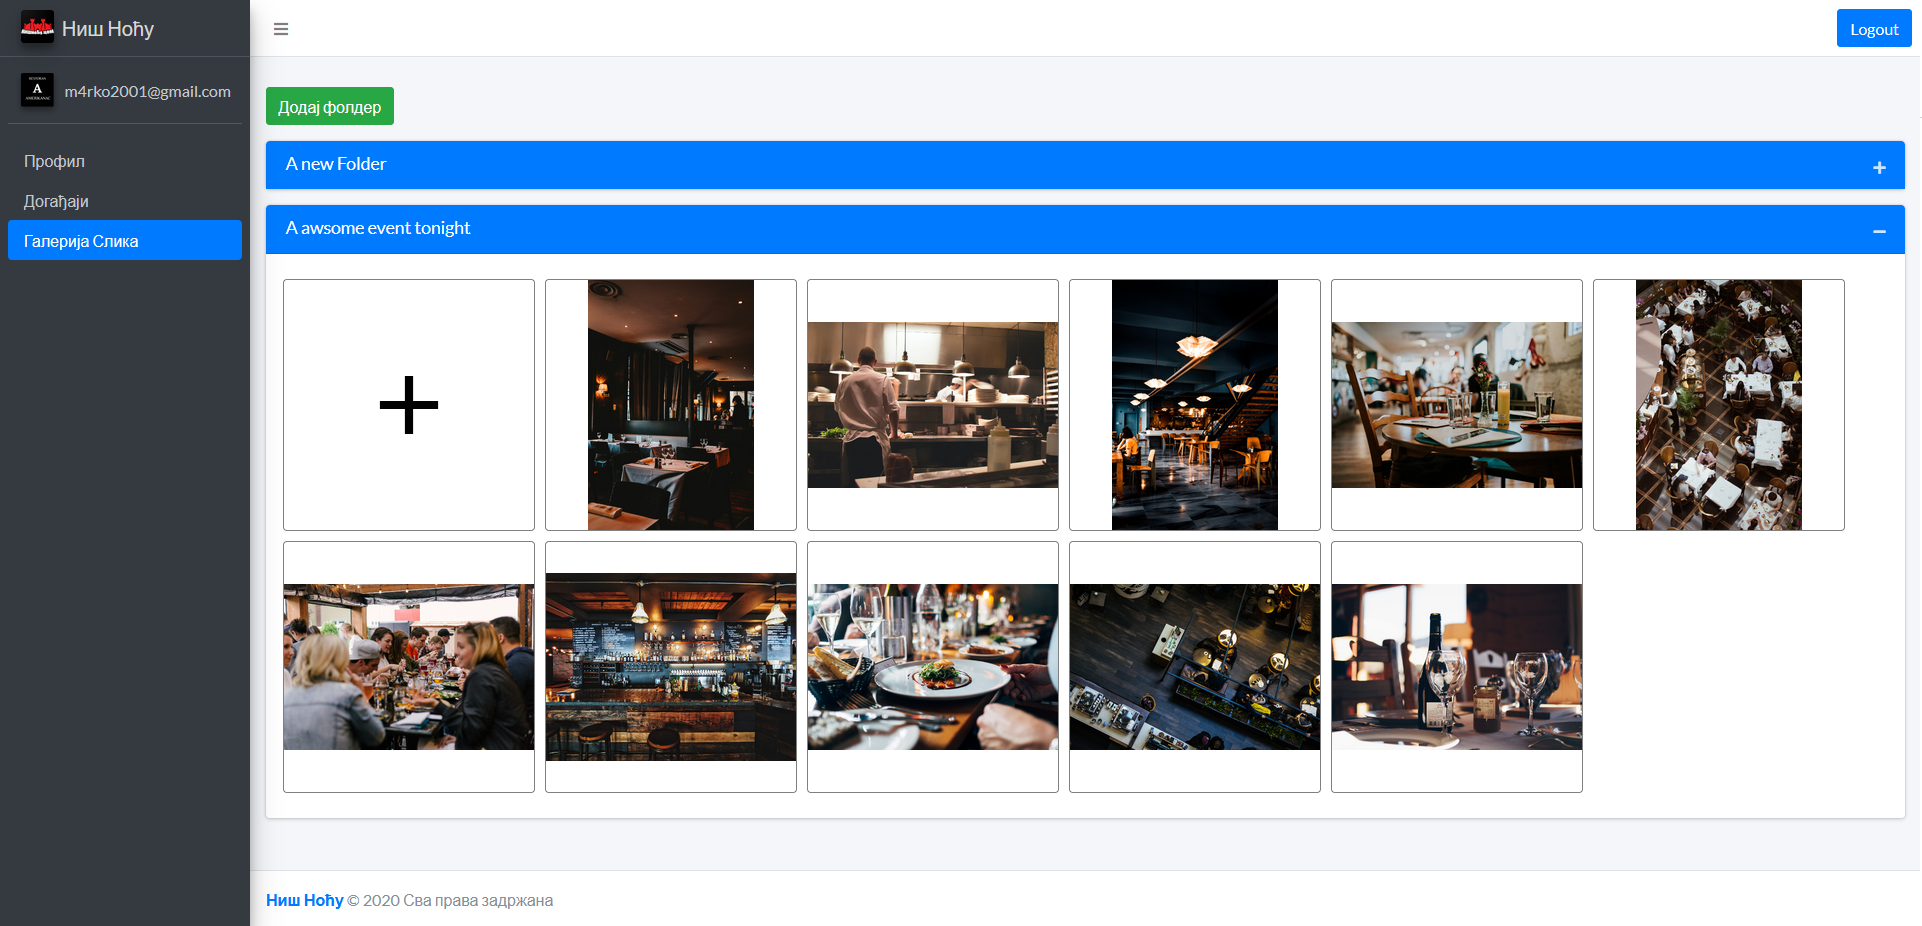 Ниш Ноћу
Logout
m4rko2001@gmail.com
Профил
Догађаји
Галерија Слика
Додај фолдер
A new Folder
A awsome event tonight
Ниш Ноћу © 2020 Сва права задржана